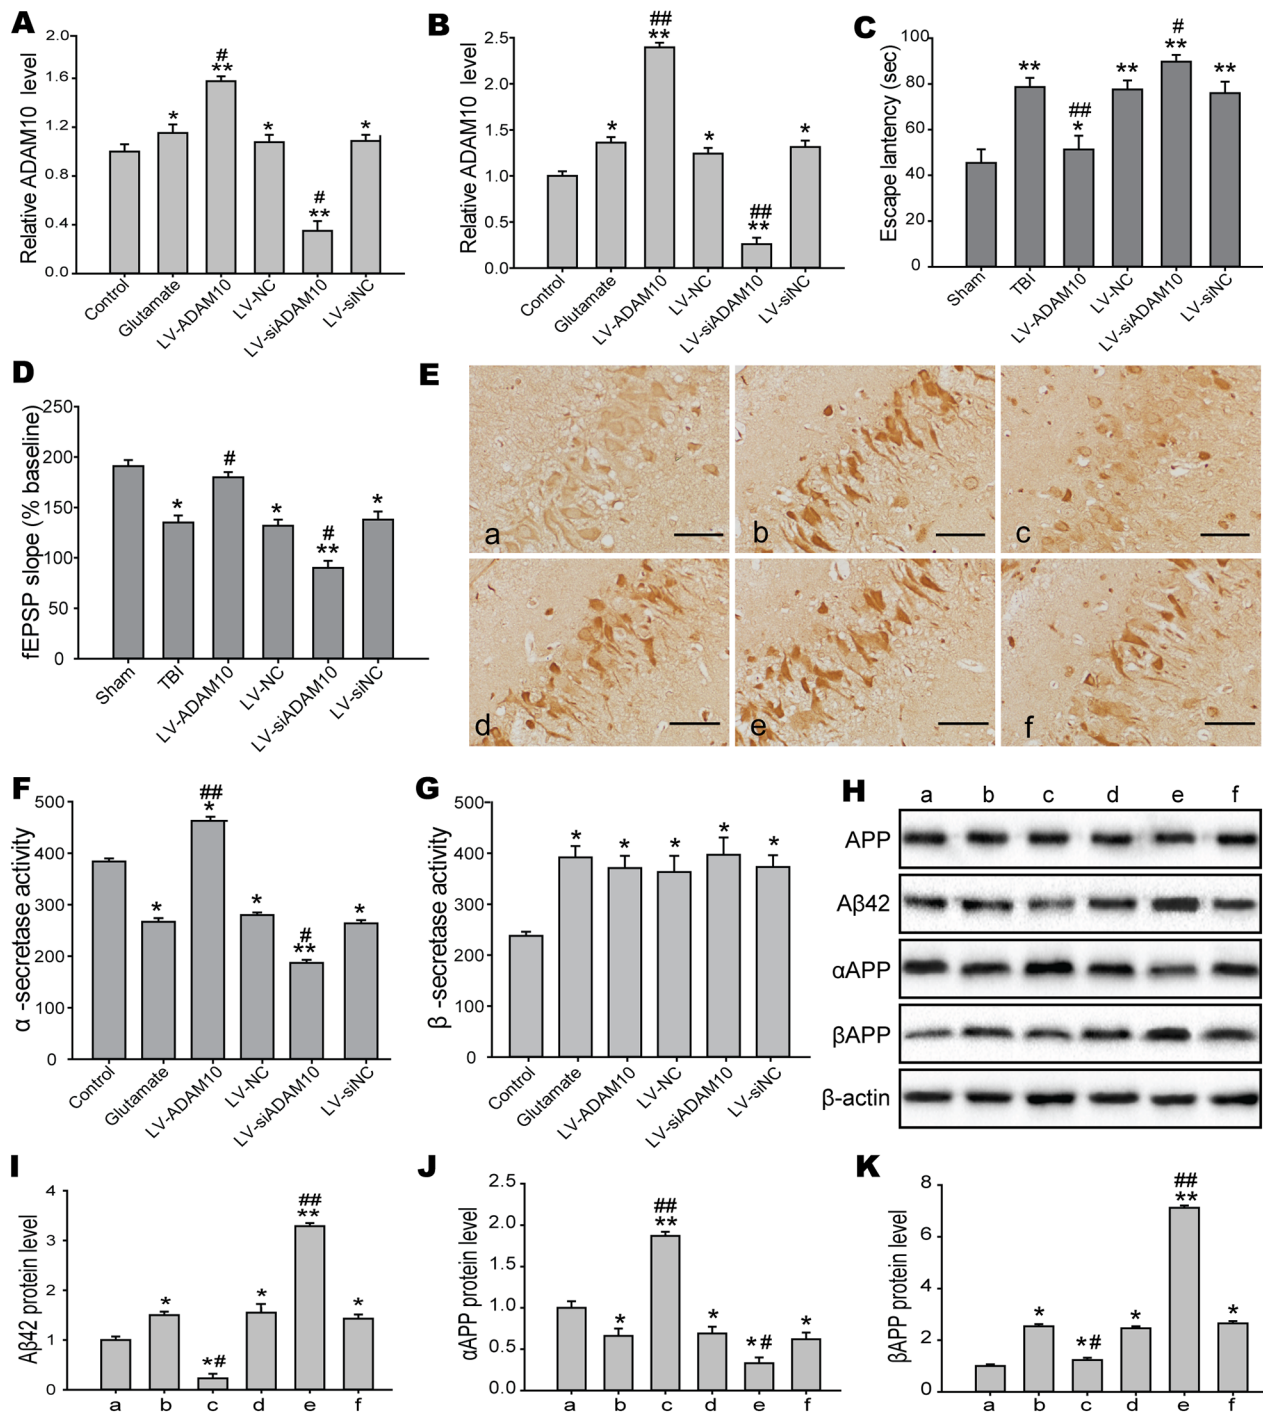 A
Relative ADAM10 level
2.0
1.6
1.2
0.8
0.4
0.0
*
#
**
*
#
**
*
Control
Glutamate
LV-ADAM10
LV-NC
LV-siADAM10
LV-siNC
B
Relative ADAM10 level
2.5
2.0
1.5
1.0
0.5
0.0
*
##
**
*
##
**
*
Control
Glutamate
LV-ADAM10
LV-NC
LV-siADAM10
LV-siNC
C
Escape lantency (sec)
100
80
60
40
20
0
**
##
*
**
#
**
**
Sham
TBI
LV-ADAM10
LV-NC
LV-siADAM10
LV-siNC
D
fEPSP slope (% baseline)
250
200
150
100
50
0
*
#
*
#
**
*
Sham
TBI
LV-ADAM10
LV-NC
LV-siADAM10
LV-siNC
E
a
b
c
d
e
f
F
α -secretase activity
500
400
300
200
100
0
*
##
*
*
#
**
*
Control
Glutamate
LV-ADAM10
LV-NC
LV-siADAM10
LV-siNC
G
β -secretase activity
500
400
300
200
100
0
*
*
*
*
*
Control
Glutamate
LV-ADAM10
LV-NC
LV-siADAM10
LV-siNC
H
a b c d e f
APP
Aβ42
αAPP
βAPP
β-actin
I
Aβ42 protein level
4
3
2
1
0
*
*#
*
##
**
*
a b c d e f
J
αAPP protein level
2.5
2.0
1.5
1.0
0.5
0.0
*
##
**
*
*#
*
a b c d e f
K
βAPP protein level
8
6
4
2
0
*
*#
*
##
**
*
a b c d e f